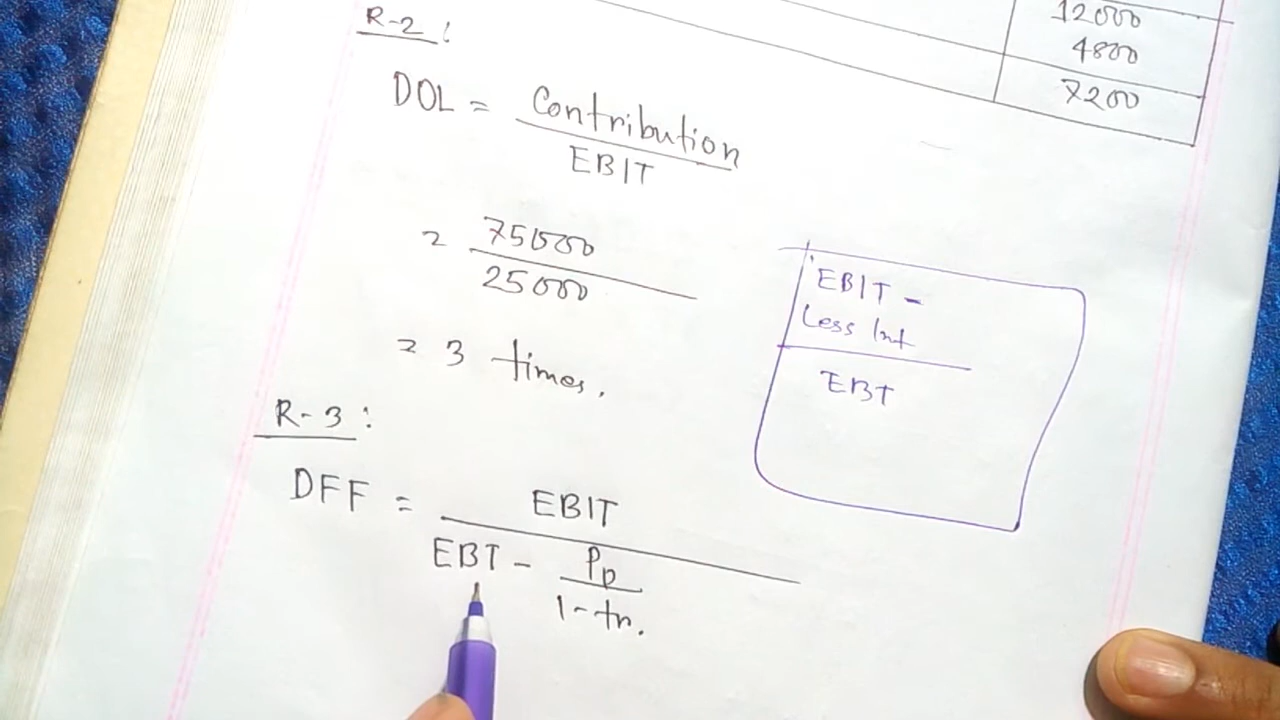 12000
4800
7200
R-2:
DOL = Contribution
EBIT
= 75000
25000
= 3 times.
EBIT -
Less Int
EBT
R-3:
DFF = EBIT
EBT - PD
1-tr.